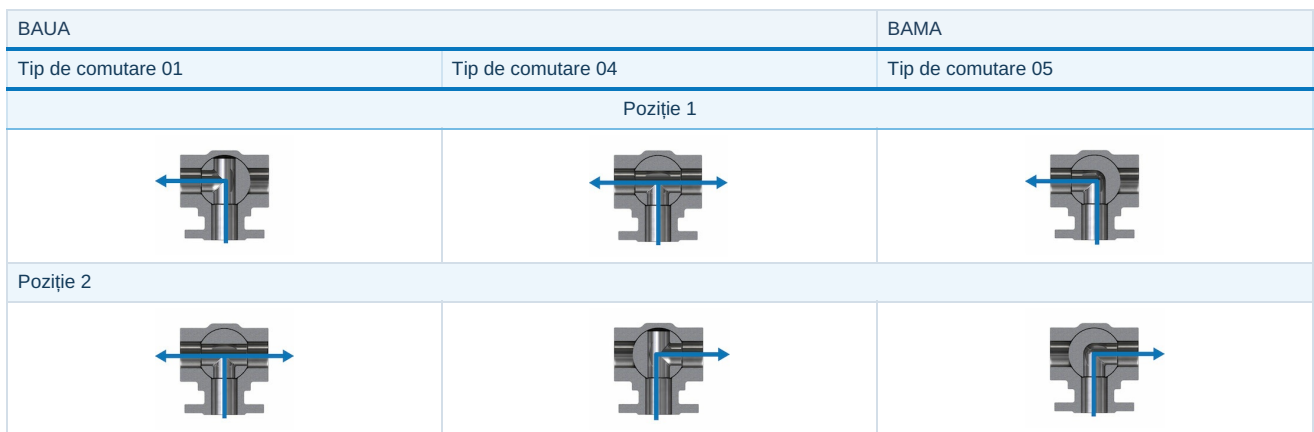 BAUA
BAMA
Tip de comutare 01
Tip de comutare 04
Tip de comutare 05
Poziție 1
Poziție 2